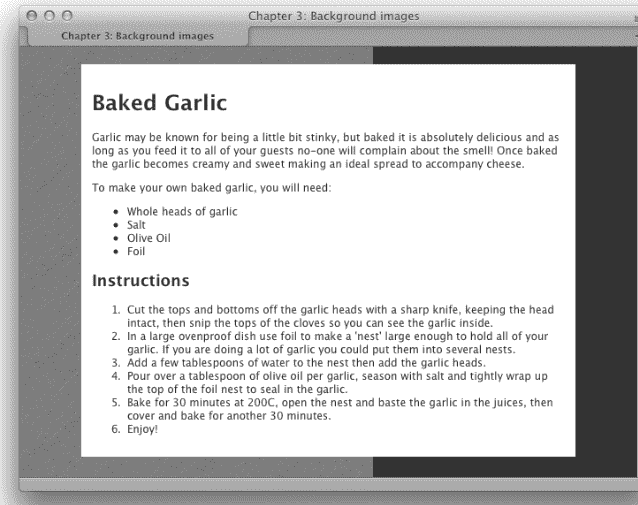 Chapter 3: Background images
Chapter 3: Background images
Baked Garlic
Garlic may be known for being a little bit stinky, but baked it is absolutely delicious and as
long as you feed it to all of your guests no-one will complain about the smell! Once baked
the garlic becomes creamy and sweet making an ideal spread to accompany cheese.
To make your own baked garlic, you will need:
• Whole heads of garlic
• Salt
• Olive Oil
• Foil
Instructions
1. Cut the tops and bottoms off the garlic heads with a sharp knife, keeping the head
intact, then snip the tops of the cloves so you can see the garlic inside.
2. In a large ovenproof dish use foil to make a 'nest' large enough to hold all of your
garlic. If you are doing a lot of garlic you could put them into several nests.
3. Add a few tablespoons of water to the nest then add the garlic heads.
4. Pour over a tablespoon of olive oil per garlic, season with salt and tightly wrap up
the top of the foil nest to seal in the garlic.
5. Bake for 30 minutes at 200C, open the nest and baste the garlic in the juices, then
cover and bake for another 30 minutes.
6. Enjoy!